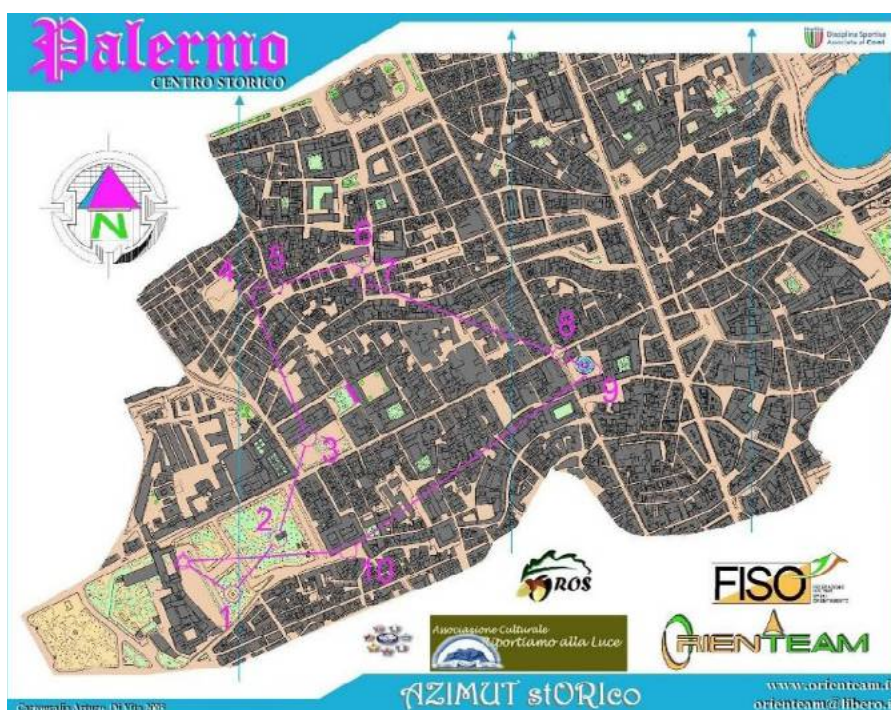 Palermo
CENTRO STORICO
Disciplina Sportiva
Associata al Coni
N
6
4
5
7
8
9
1
3
2
10
1
ROS
FISO
Associazione Culturale
Riportiamo alla Luce
ORIENTEAM
AZIMUT stORIco
www.orienteam.
orienteam@libero.